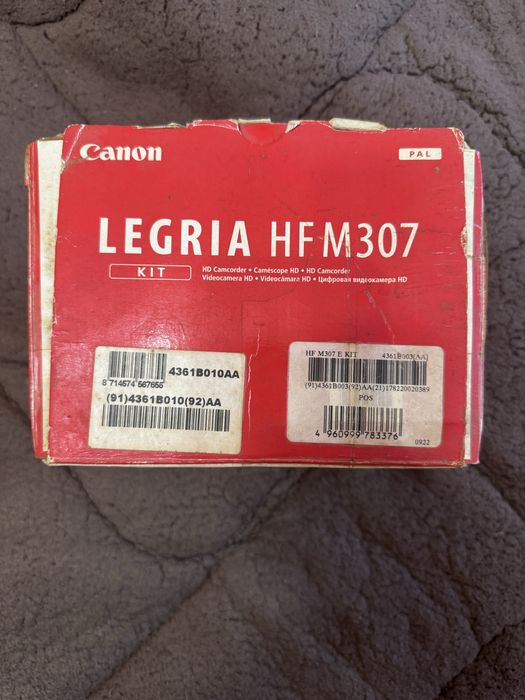 Canon
PAL
LEGRIA HF M307
KIT
HD Camcorder • Caméscope HD • HD Camcorder
Videocamera HD • Videocámara HD • Цифровая видеокамера HD
4361B010AA
8 714574 567655
(91)4361B010(92)AA
HF M307 E KIT 4361B003(AA)
(91)4361B003(92)AA(21)178220020389
POS
4 960999 783376
0922